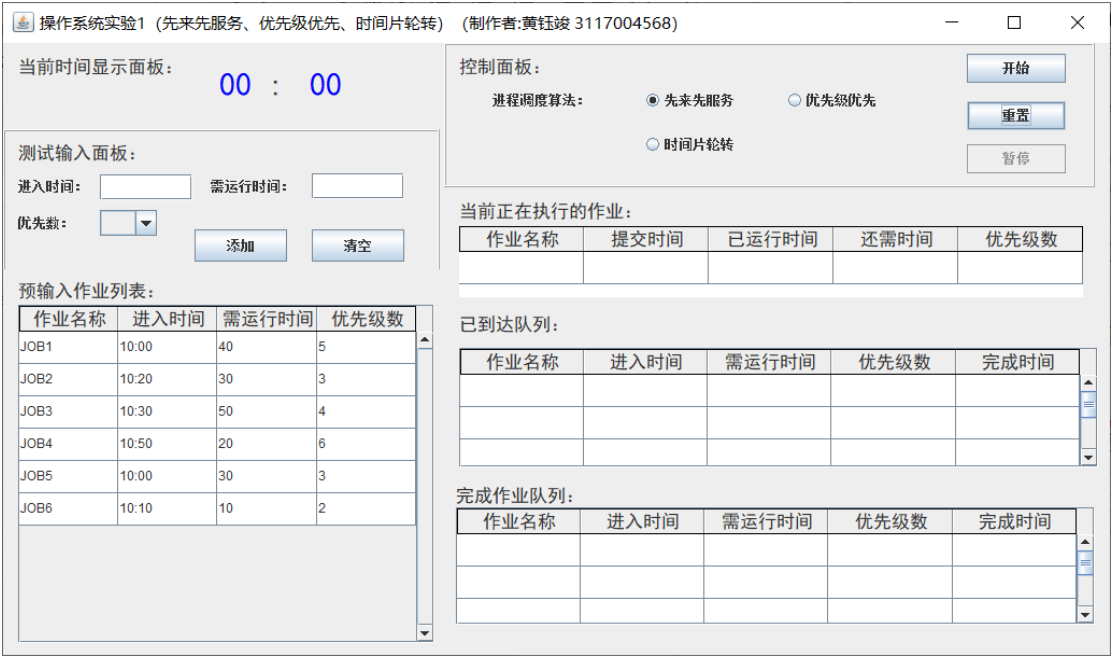 操作系统实验1（先来先服务、优先级优先、时间片轮转）（制作者:黄钰竣 3117004568）
当前时间显示面板：
00 : 00
控制面板：
进程调度算法： 先来先服务 优先级优先
时间片轮转
开始
重置
暂停
测试输入面板：
进入时间： 需运行时间：
优先数：
添加 清空
预输入作业列表：
作业名称 进入时间 需运行时间 优先级数
JOB1 10:00 40 5
JOB2 10:20 30 3
JOB3 10:30 50 4
JOB4 10:50 20 6
JOB5 10:00 30 3
JOB6 10:10 10 2
当前正在执行的作业：
作业名称 提交时间 已运行时间 还需时间 优先级数
已到达队列：
作业名称 进入时间 需运行时间 优先级数 完成时间
完成作业队列：
作业名称 进入时间 需运行时间 优先级数 完成时间